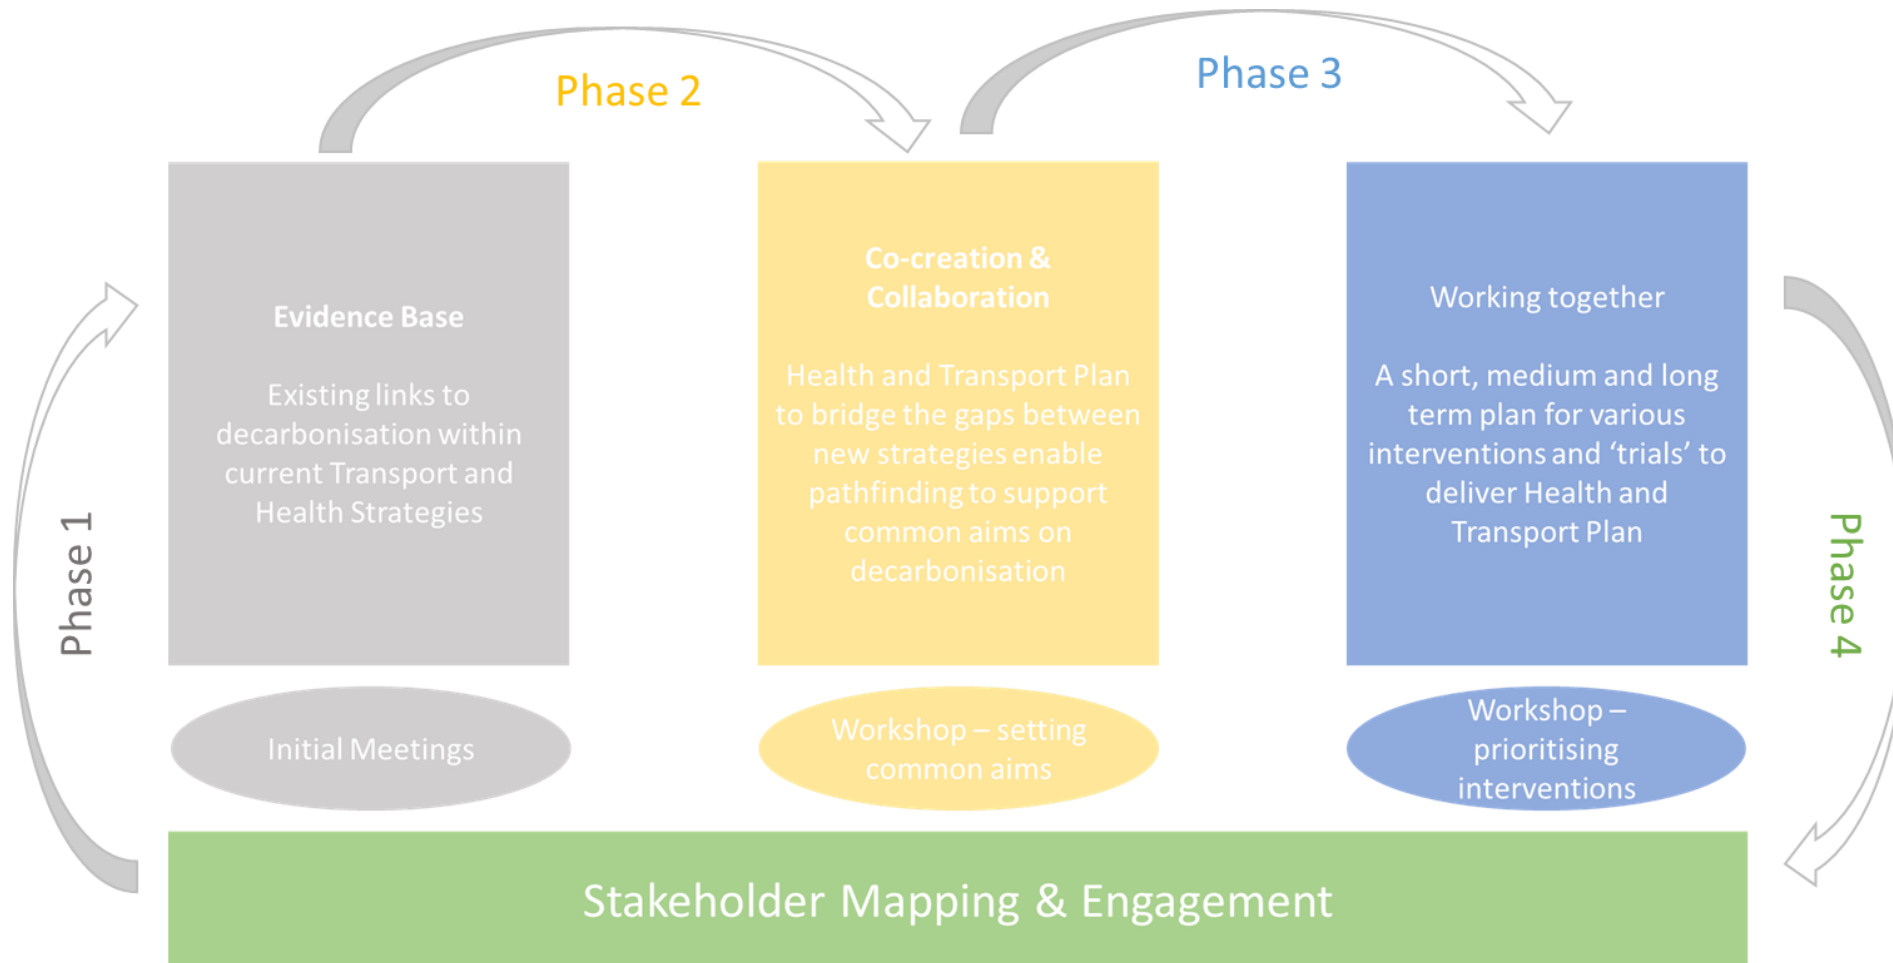 Phase 1
Phase 2
Phase 3
Phase 4
Evidence Base
Existing links to
decarbonisation within
current Transport and
Health Strategies
Initial Meetings
Co-creation &
Collaboration
Health and Transport Plan
to bridge the gaps between
new strategies enable
pathfinding to support
common aims on
decarbonisation
Workshop – setting
common aims
Working together
A short, medium and long
term plan for various
interventions and ‘trials’ to
deliver Health and
Transport Plan
Workshop –
prioritising
interventions
Stakeholder Mapping & Engagement